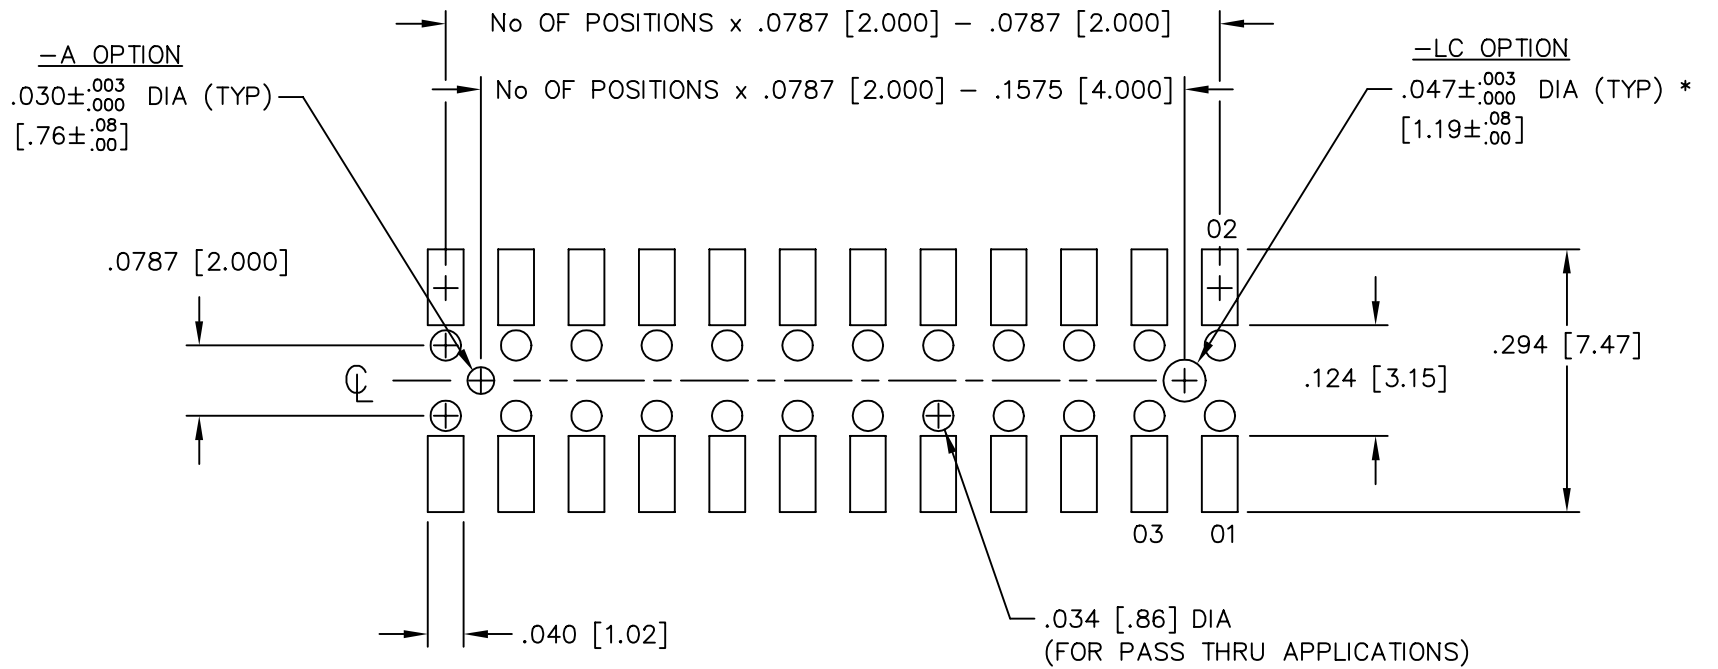 No OF POSITIONS x .0787 [2.000] – .0787 [2.000]
–A OPTION
–LC OPTION
No OF POSITIONS x .0787 [2.000] – .1575 [4.000]
.030±.003 .000 DIA (TYP)
[.76±.08 .00]
.047±.003 .000 DIA (TYP) *
[1.19±.08 .00]
02
.0787 [2.000]
.294 [7.47]
.124 [3.15]
CL
03 01
.040 [1.02]
.034 [.86] DIA
(FOR PASS THRU APPLICATIONS)